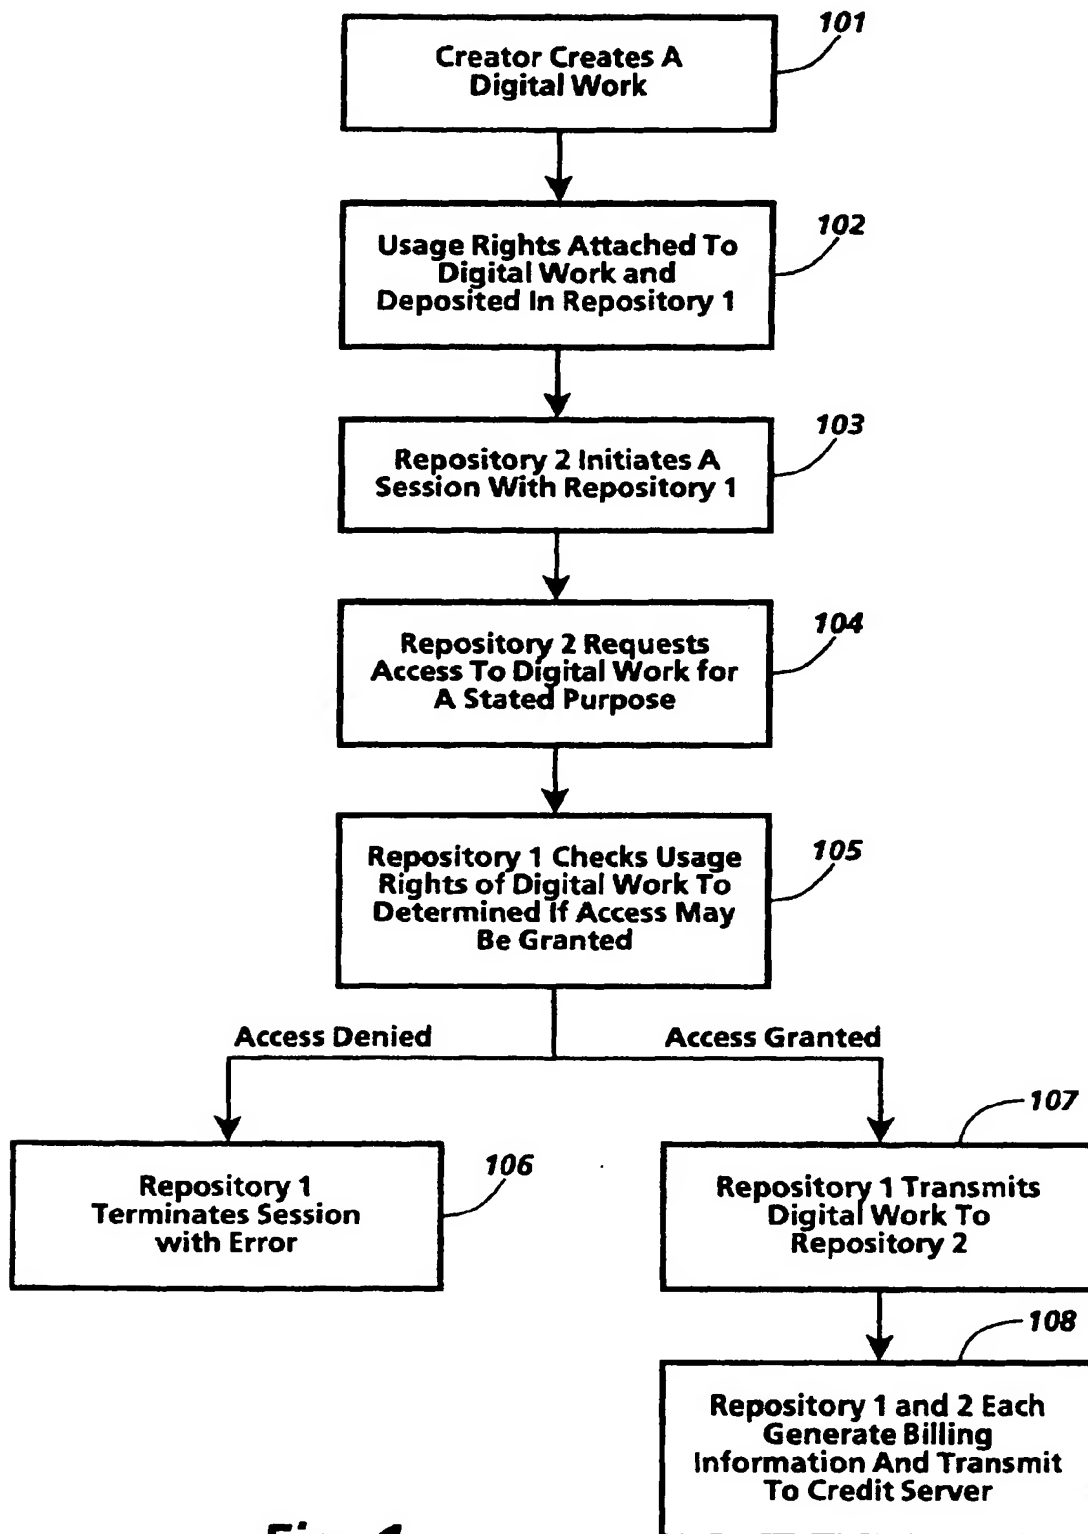 101
Creator Creates A
Digital Work
102
Usage Rights Attached To
Digital Work and
Deposited In Repository 1
103
Repository 2 Initiates A
Session With Repository 1
104
Repository 2 Requests
Access To Digital Work for
A Stated Purpose
105
Repository 1 Checks Usage
Rights of Digital Work To
Determined If Access May
Be Granted
Access Denied
Access Granted
106
Repository 1
Terminates Session
with Error
107
Repository 1 Transmits
Digital Work To
Repository 2
108
Repository 1 and 2 Each
Generate Billing
Information And Transmit
To Credit Server